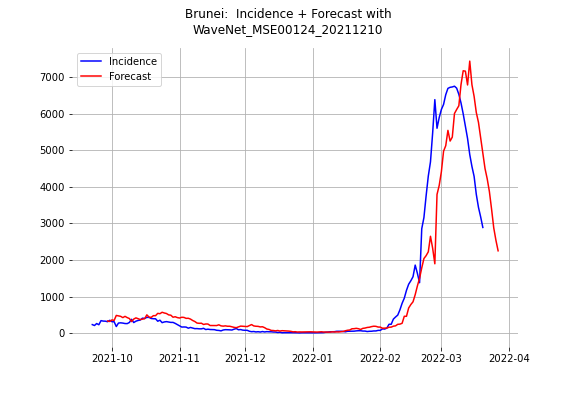 Brunei:  Incidence + Forecast with
WaveNet_MSE00124_20211210
Incidence
Forecast
7000
6000
5000
4000
3000
2000
1000
0
2021-10 2021-11 2021-12 2022-01 2022-02 2022-03 2022-04